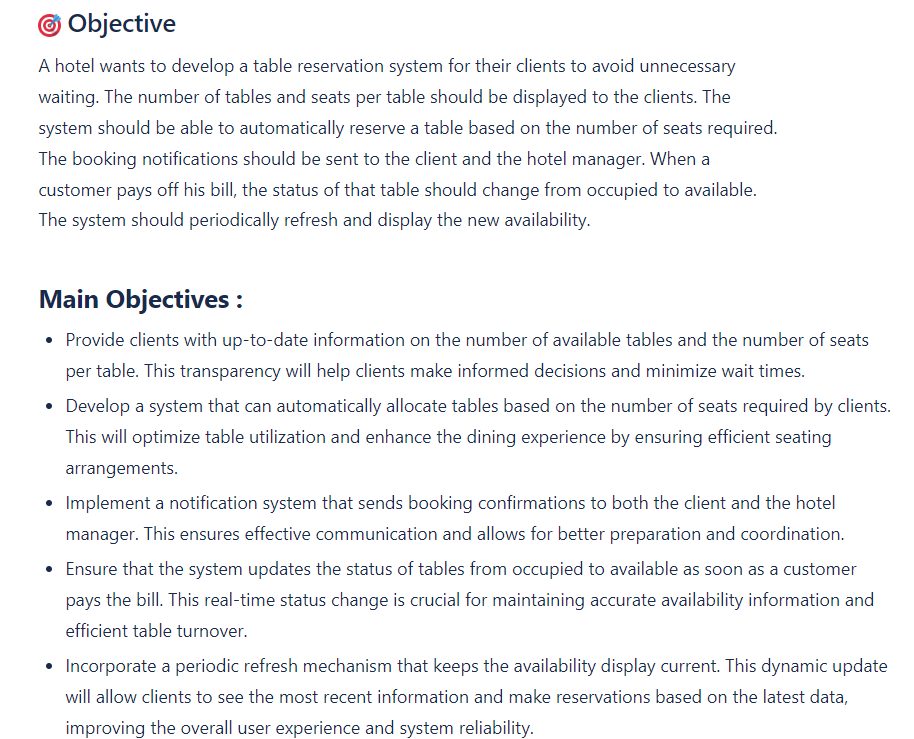 🎯 Objective
A hotel wants to develop a table reservation system for their clients to avoid unnecessary
waiting. The number of tables and seats per table should be displayed to the clients. The
system should be able to automatically reserve a table based on the number of seats required.
The booking notifications should be sent to the client and the hotel manager. When a
customer pays off his bill, the status of that table should change from occupied to available.
The system should periodically refresh and display the new availability.
Main Objectives :
• Provide clients with up-to-date information on the number of available tables and the number of seats
per table. This transparency will help clients make informed decisions and minimize wait times.
• Develop a system that can automatically allocate tables based on the number of seats required by clients.
This will optimize table utilization and enhance the dining experience by ensuring efficient seating
arrangements.
• Implement a notification system that sends booking confirmations to both the client and the hotel
manager. This ensures effective communication and allows for better preparation and coordination.
• Ensure that the system updates the status of tables from occupied to available as soon as a customer
pays the bill. This real-time status change is crucial for maintaining accurate availability information and
efficient table turnover.
• Incorporate a periodic refresh mechanism that keeps the availability display current. This dynamic update
will allow clients to see the most recent information and make reservations based on the latest data,
improving the overall user experience and system reliability.